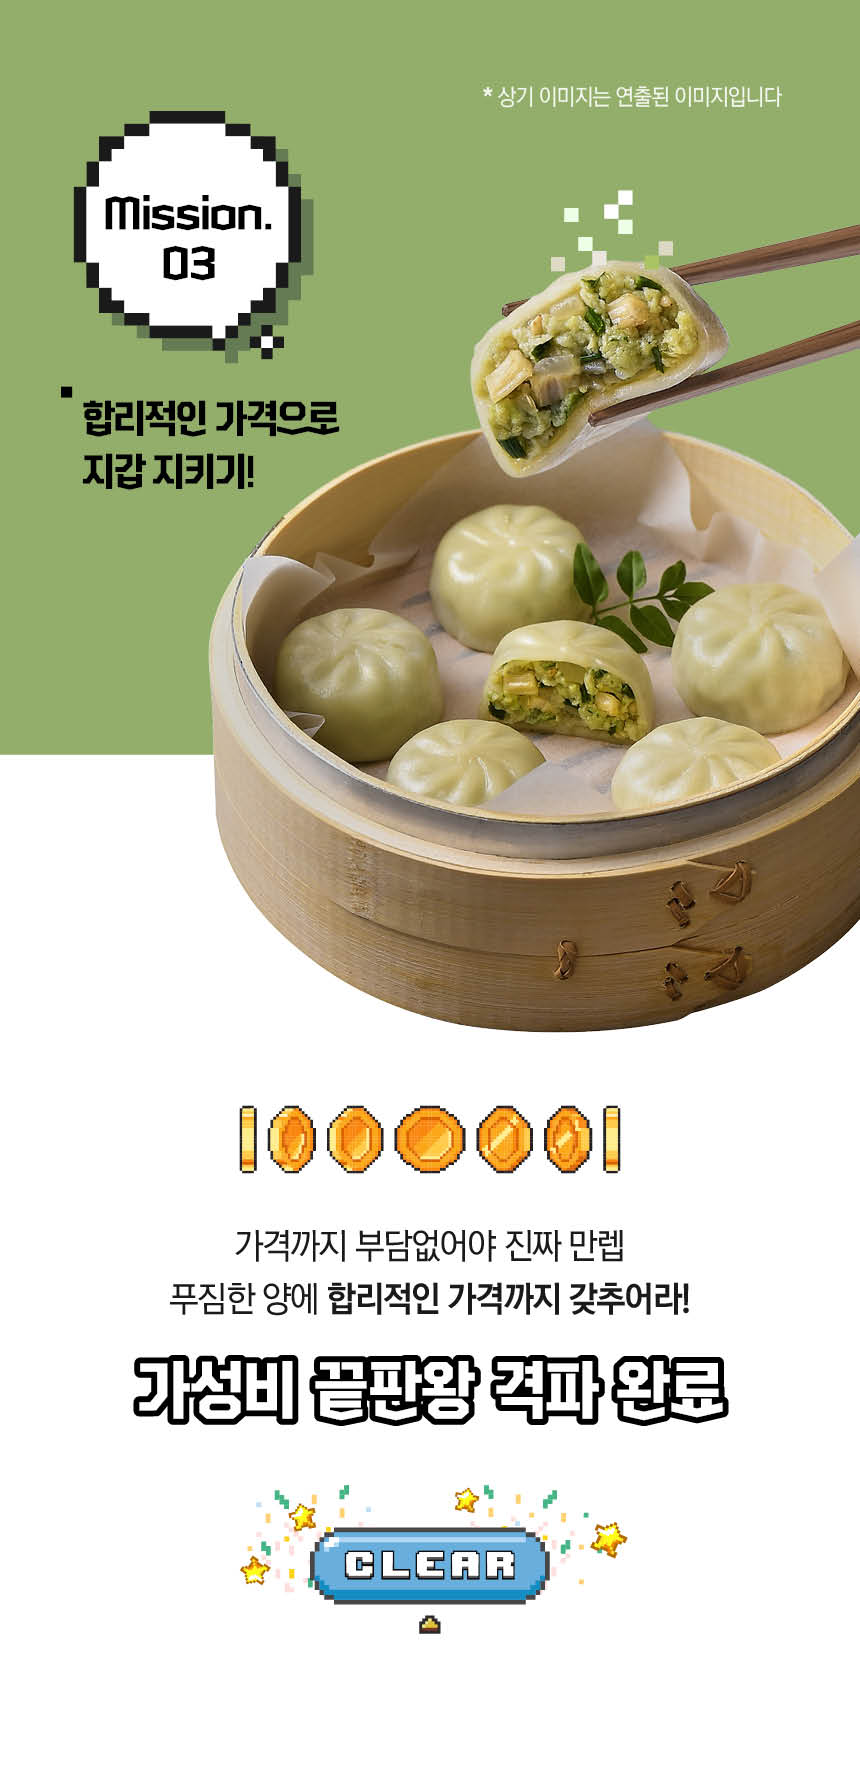 * 상기 이미지는 연출된 이미지입니다
Mission.
03
합리적인 가격으로
지갑 지키기!
가격까지 부담없어야 진짜 만렙
푸짐한 양에 합리적인 가격까지 갖추어라!
가성비 끝판왕 격파 완료
CLEAR